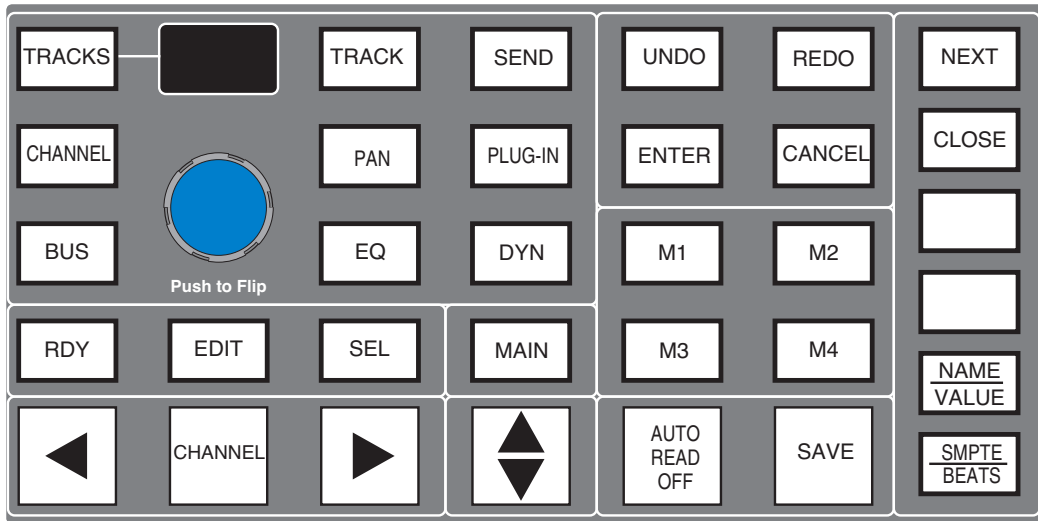 TRACKS
TRACK
SEND
UNDO
REDO
NEXT
CHANNEL
PAN
PLUG-IN
ENTER
CANCEL
CLOSE
BUS
EQ
DYN
M1
M2
Push to Flip
RDY
EDIT
SEL
MAIN
M3
M4
NAME
VALUE
CHANNEL
AUTO
READ
OFF
SAVE
SMPTE
BEATS